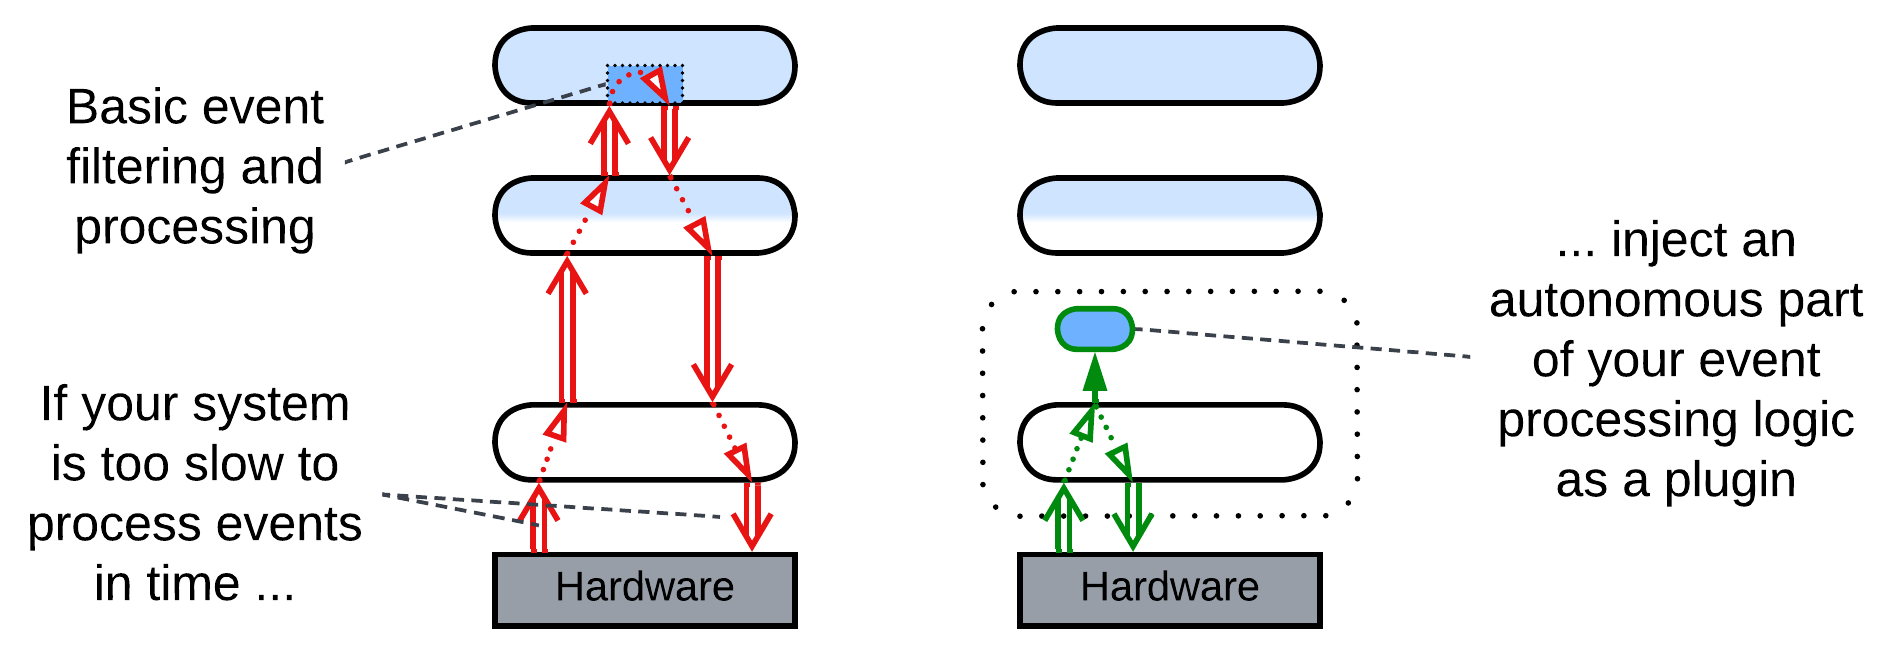 Basic event
filtering and
processing
If your system
is too slow to
process events
in time ...
Hardware
Hardware
... inject an
autonomous part
of your event
processing logic
as a plugin